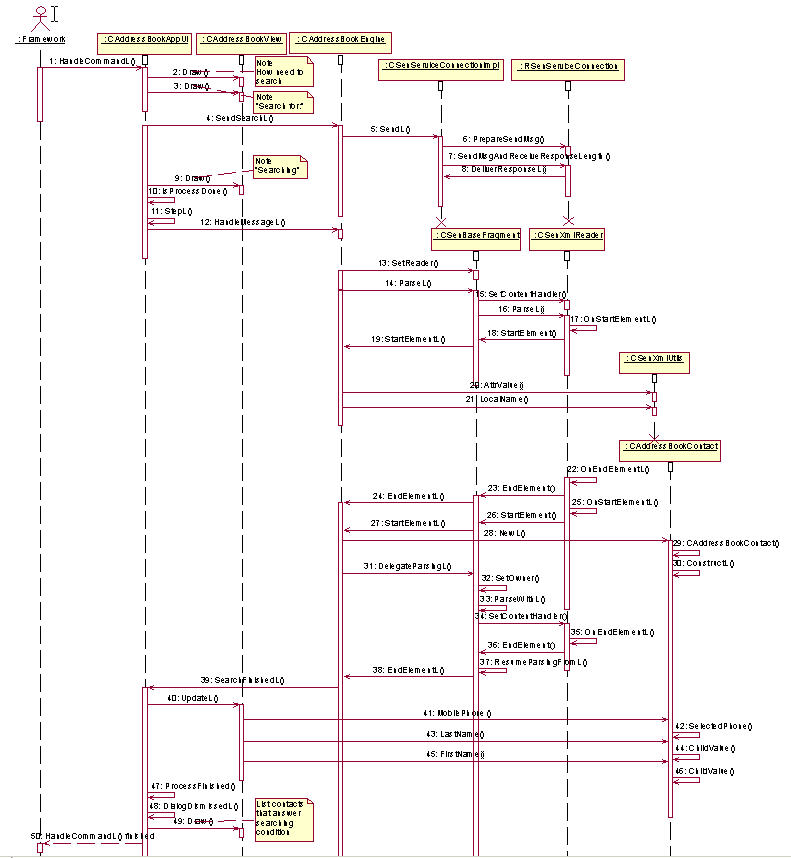 : Framework
: CAddressBookAppUi
: CAddressBookView
: CAddressBookEngine
: CSenServiceConnectionImpl
: RSenServiceConnection
1: HandleCommandL()
2: Draw()
Note
How need to
search
3: Draw()
Note
"Search for:"
4: SendSearchL()
5: SendL()
6: PrepareSendMsg()
7: SendMsgAndReceiveResponseLength()
8: DeliverResponseL()
Note
"Searching"
9: Draw()
10: IsProcessDone()
11: StepL()
12: HandleMessageL()
: CSenBaseFragment
: CSenXmlReader
13: SetReader()
14: ParseL()
15: SetContentHandler()
16: ParseL()
17: OnStartElementL()
18: StartElement()
19: StartElementL()
: CSenXmlUtils
20: AttrValue()
21: LocalName()
: CAddressBookContact
22: OnEndElementL()
23: EndElement()
24: EndElementL()
25: OnStartElementL()
26: StartElement()
27: StartElementL()
28: NewL()
29: CAddressBookContact()
30: ConstructL()
31: DelegateParsingL()
32: SetOwner()
33: ParseWithL()
34: SetContentHandler()
35: OnEndElementL()
36: EndElement()
37: ResumeParsingFromL()
38: EndElementL()
39: SearchFinishedL()
40: UpdateL()
41: MobilePhone()
42: SelectedPhone()
43: LastName()
44: ChildValue()
45: FirstName()
46: ChildValue()
47: ProcessFinished()
48: DialogDismissedL()
49: Draw()
List contacts
that answer
searching
condition
50: HandleCommandL() finished